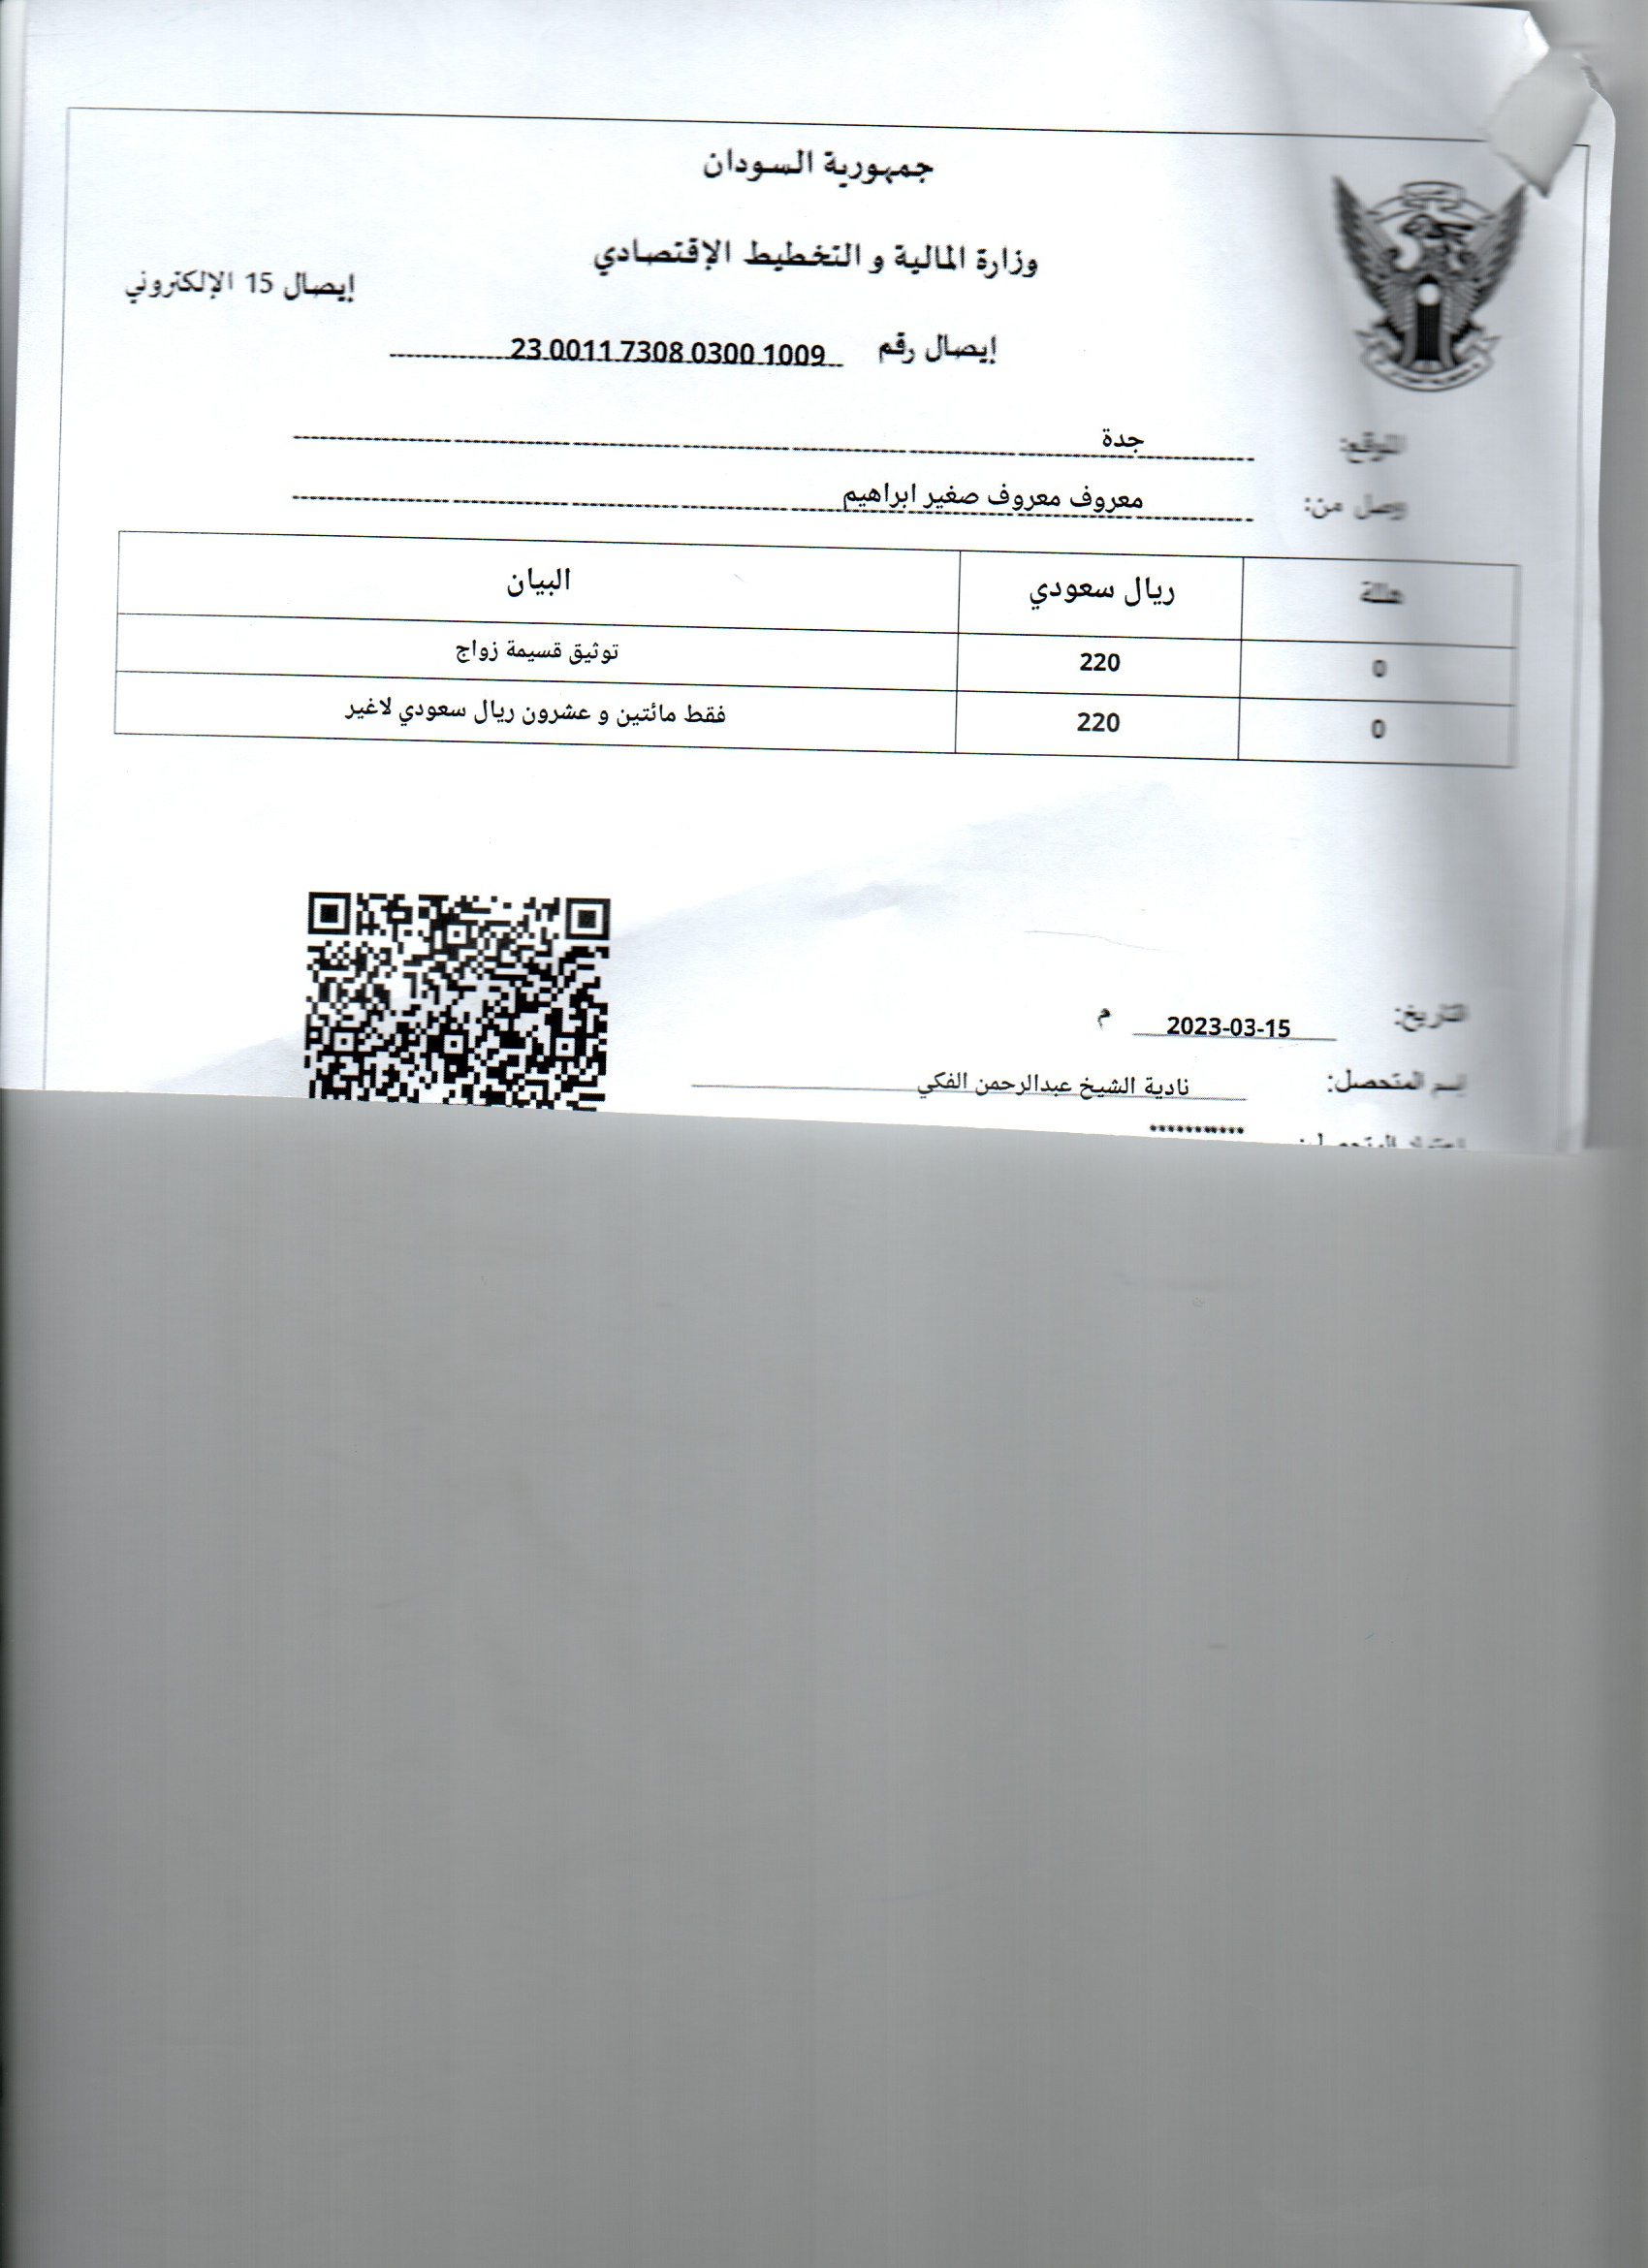 جمهورية السودان
وزارة المالية و التخطيط الإقتصادي
إيصال 15 الإلكتروني
إيصال رقم 23 0011 7308 0300 1009
الموقع: جدة
وصل من: معروف معروف صغير ابراهيم
هللة ريال سعودي البيان
0 220 توثيق قسيمة زواج
0 220 فقط مائتين و عشرون ريال سعودي لاغير
التاريخ: 2023-03-15 م
إسم المتحصل: نادية الشيخ عبدالرحمن الفكي
***********